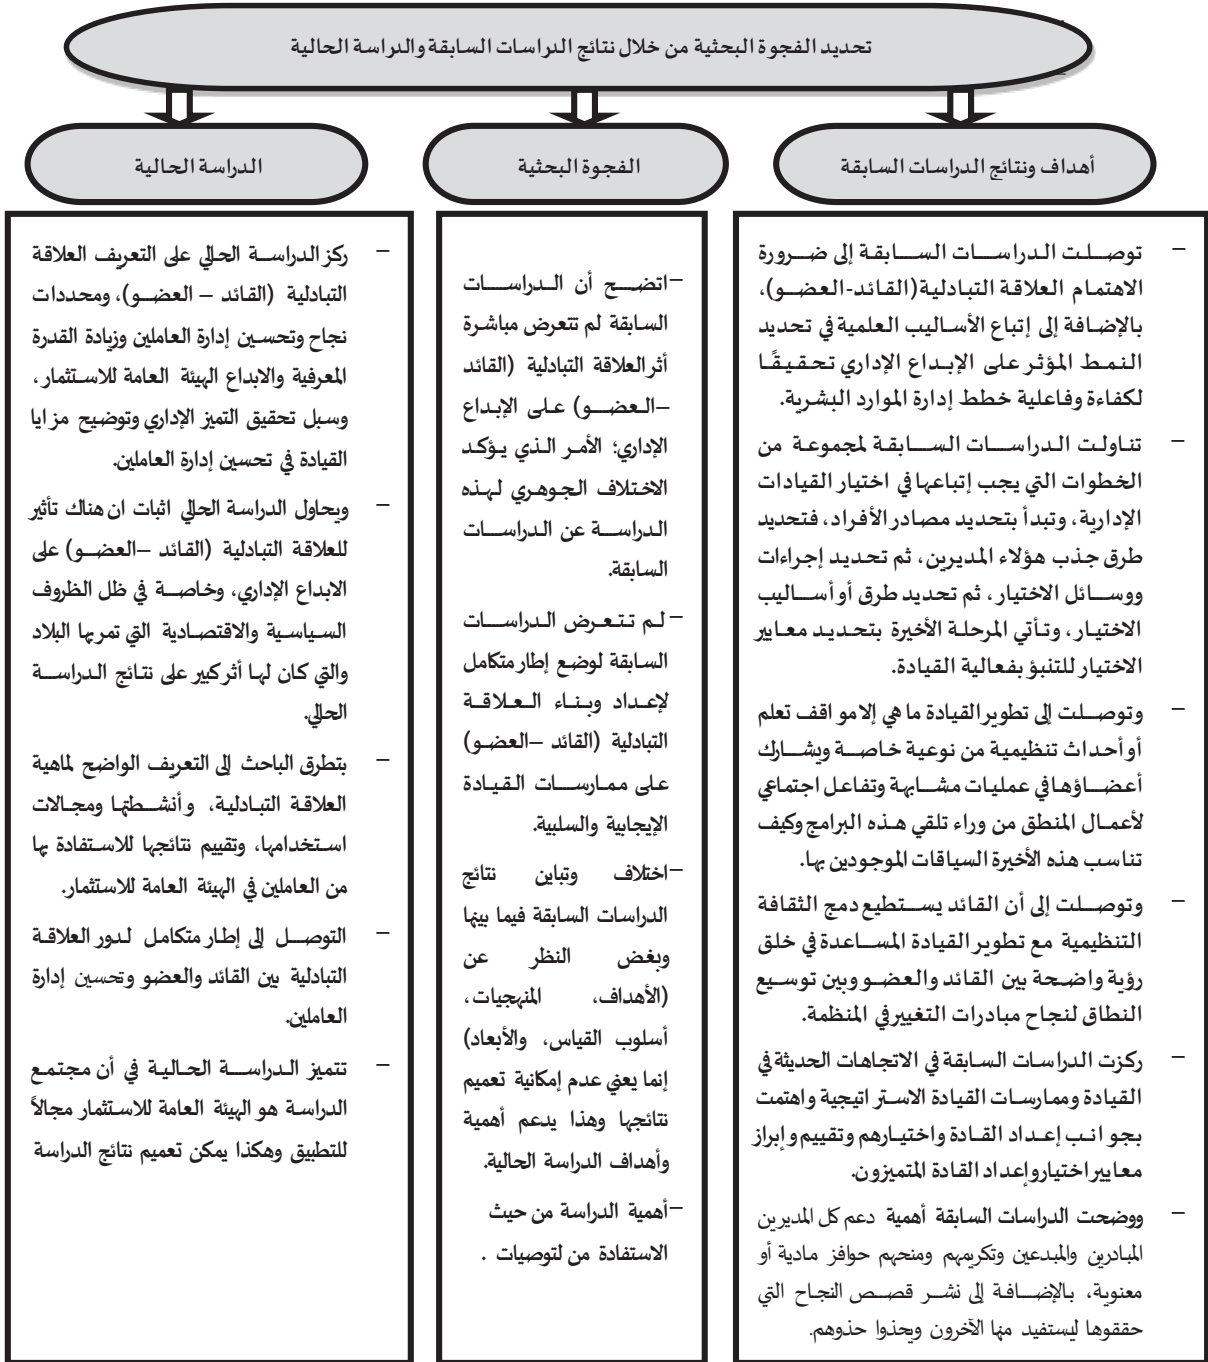 تحديد الفجوة البحثية من خلال نتائج الدراسات السابقة والدراسة الحالية
أهداف ونتائج الدراسات السابقة
– توصلت الدراسات السابقة إلى ضرورة
الاهتمام العلاقة التبادلية (القائد-العضو)،
بالإضافة إلى إتباع الأساليب العلمية في تحديد
النمط المؤثر على الإبداع الإداري تحقيقًا
لكفاءة وفاعلية خطط إدارة الموارد البشرية.
– تناولت الدراسات السابقة لمجموعة من
الخطوات التي يجب إتباعها في اختيار القيادات
الإدارية، وتبدأ بتحديد مصادر الأفراد، فتحديد
طرق جذب هؤلاء المديرين، ثم تحديد إجراءات
ووسائل الاختيار، ثم تحديد طرق أو أساليب
الاختيار، وتأتي المرحلة الأخيرة بتحديد معايير
الاختيار للتنبؤ بفعالية القيادة.
– وتوصلت إلى تطوير القيادة ما هي إلا مواقف تعلم
أو أحداث تنظيمية من نوعية خاصة ويشارك
أعضاؤها في عمليات مشابهة وتفاعل اجتماعي
لأعمال المنطق من وراء تلقي هذه البرامج وكيف
تناسب هذه الأخيرة السياقات الموجودين بها.
– وتوصلت إلى أن القائد يستطيع دمج الثقافة
التنظيمية مع تطوير القيادة المساعدة في خلق
رؤية واضحة بين القائد والعضو وبين توسيع
النطاق لنجاح مبادرات التغيير في المنظمة.
– ركزت الدراسات السابقة في الاتجاهات الحديثة في
القيادة وممارسات القيادة الاستراتيجية واهتمت
بجوانب إعداد القادة واختيارهم وتقييم وإبراز
معايير اختيار وإعداد القادة المتميزون.
– ووضحت الدراسات السابقة أهمية دعم كل المديرين
المبادرين والمبدعين وتكريمهم ومنحهم حوافز مادية أو
معنوية، بالإضافة إلى نشر قصص النجاح التي
حققوها ليستفيد منها الآخرون ويحذوا حذوهم.
الفجوة البحثية
– اتضح أن الدراسات
السابقة لم تتعرض مباشرة
أثر العلاقة التبادلية (القائد
–العضو) على الإبداع
الإداري؛ الأمر الذي يؤكد
الاختلاف الجوهري لهذه
الدراسة عن الدراسات
السابقة.
– لم تتعرض الدراسات
السابقة لوضع إطار متكامل
لإعداد وبناء العلاقة
التبادلية (القائد –العضو)
على ممارسات القيادة
الإيجابية والسلبية.
– اختلاف وتباين نتائج
الدراسات السابقة فيما بينها
وبغض النظر عن
(الأهداف، المنهجيات،
أسلوب القياس، والأبعاد)
إنما يعني عدم إمكانية تعميم
نتائجها وهذا يدعم أهمية
وأهداف الدراسة الحالية.
– أهمية الدراسة من حيث
الاستفادة من لتوصيات .
الدراسة الحالية
– ركز الدراسة الحالي على التعريف العلاقة
التبادلية (القائد – العضو)، ومحددات
نجاح وتحسين إدارة العاملين وزيادة القدرة
المعرفية والابداع الهيئة العامة للاستثمار،
وسبل تحقيق التميز الإداري وتوضيح مزايا
القيادة في تحسين إدارة العاملين.
– ويحاول الدراسة الحالي اثبات ان هناك تأثير
للعلاقة التبادلية (القائد –العضو) على
الابداع الإداري، وخاصة في ظل الظروف
السياسية والاقتصادية التي تمر بها البلاد
والتي كان لها أثر كبير على نتائج الدراسة
الحالي.
– بتطرق الباحث إلى التعريف الواضح لماهية
العلاقة التبادلية، وأنشطتها ومجالات
استخدامها، وتقييم نتائجها للاستفادة بها
من العاملين في الهيئة العامة للاستثمار.
– التوصل إلى إطار متكامل لدور العلاقة
التبادلية بين القائد والعضو وتحسين إدارة
العاملين.
– تتميز الدراسة الحالية في أن مجتمع
الدراسة هو الهيئة العامة للاستثمار مجالاً
للتطبيق وهكذا يمكن تعميم نتائج الدراسة